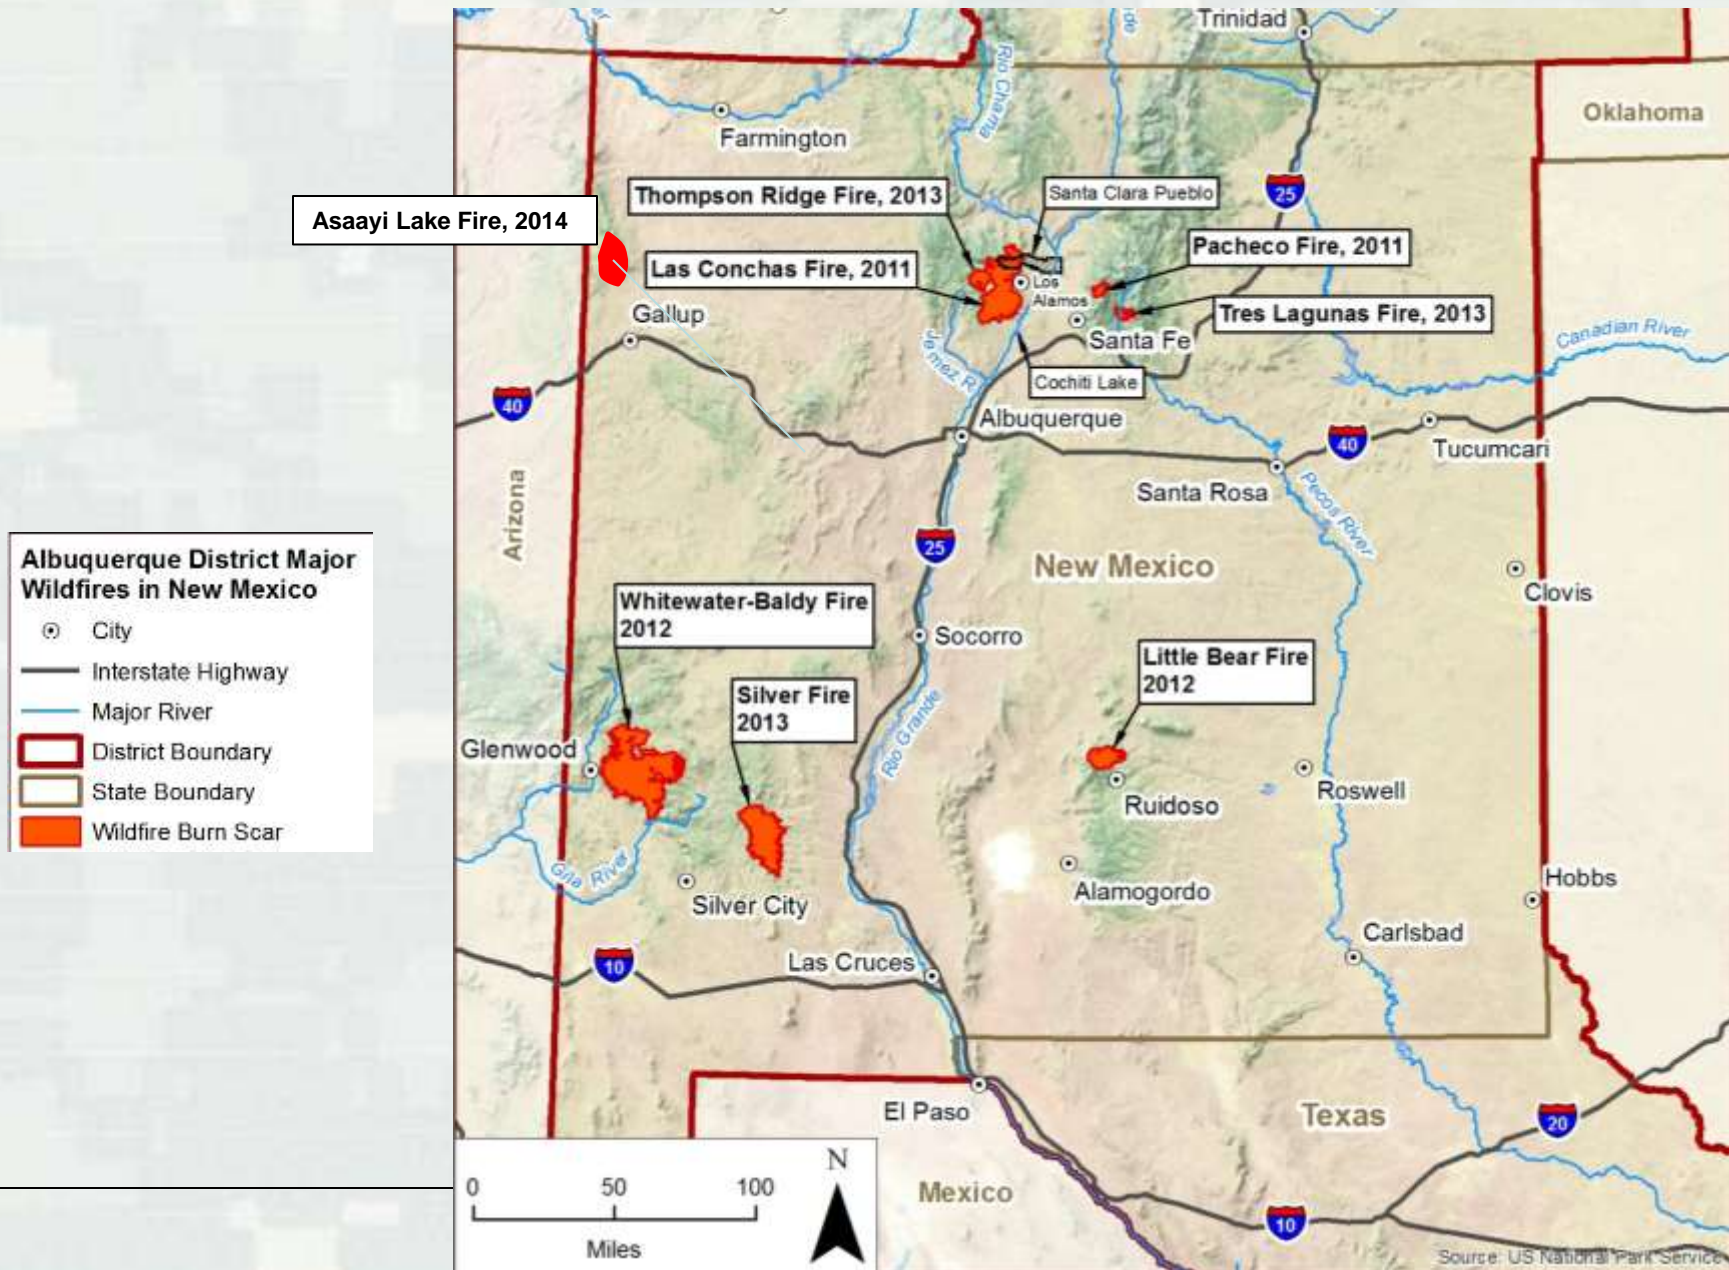 Trinidad
Rio Chama
nde
Oklahoma
Farmington
Thompson Ridge Fire, 2013
Santa Clara Pueblo
25
Asaayi Lake Fire, 2014
Pacheco Fire, 2011
Las Conchas Fire, 2011
Los
Alamos
Gallup
Tres Lagunas Fire, 2013
Santa Fe
Canadian River
Jemez R
Cochiti Lake
40
Albuquerque
40
Tucumcari
Arizona
Santa Rosa
Pecos River
25
New Mexico
Clovis
Albuquerque District Major
Wildfires in New Mexico
City
Interstate Highway
Major River
District Boundary
State Boundary
Wildfire Burn Scar
Whitewater-Baldy Fire
2012
Socorro
Little Bear Fire
2012
Silver Fire
2013
Rio Grande
Glenwood
Ruidoso
Roswell
Gila River
Silver City
Alamogordo
Hobbs
Carlsbad
10
Las Cruces
El Paso
Texas
20
N
0 50 100
Miles
Mexico
10
Source: US National Park Service